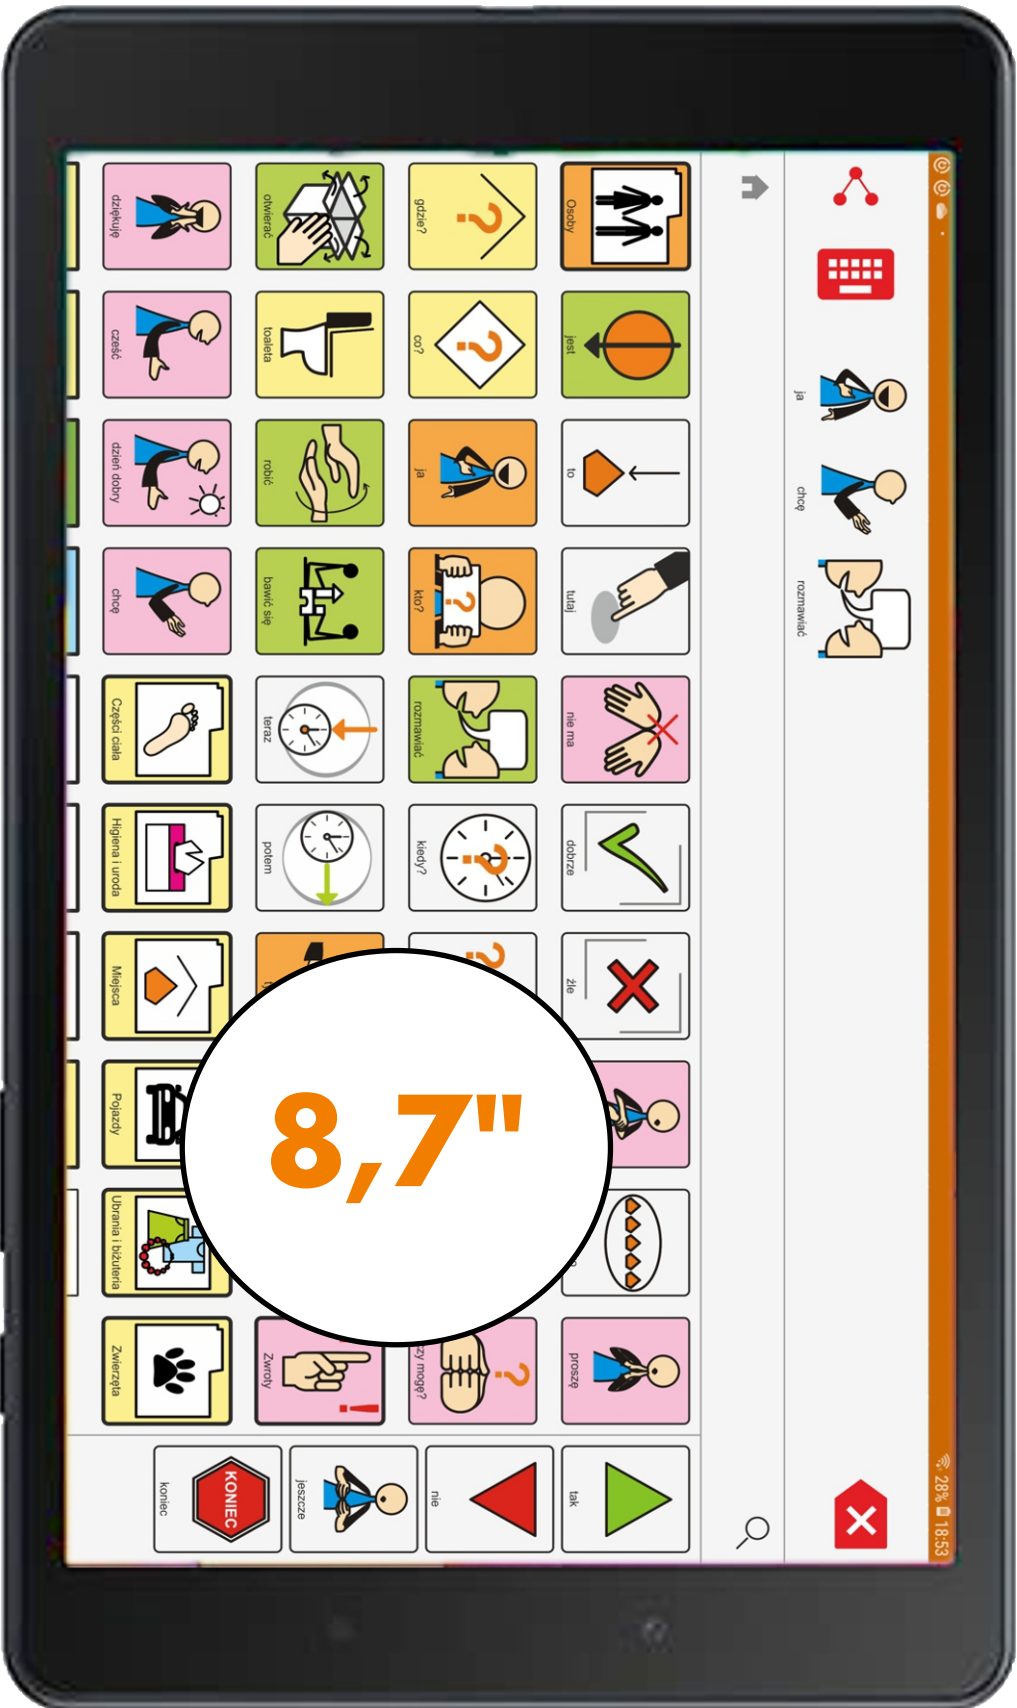 28% 18:53
ja
chcę
rozmawiać
Osoby
jest
to
tutaj
nie ma
dobrze
źle
proszę
tak
gdzie?
co?
ja
kto?
rozmawiać
kiedy?
zy mogę?
nie
otwierać
toaleta
robić
bawić się
teraz
potem
Zwroty
jeszcze
dziękuję
cześć
dzień dobry
chcę
Części ciała
Higiena i uroda
Miejsca
Pojazdy
Ubrania i biżuteria
Zwierzęta
KONIEC
koniec
8,7"